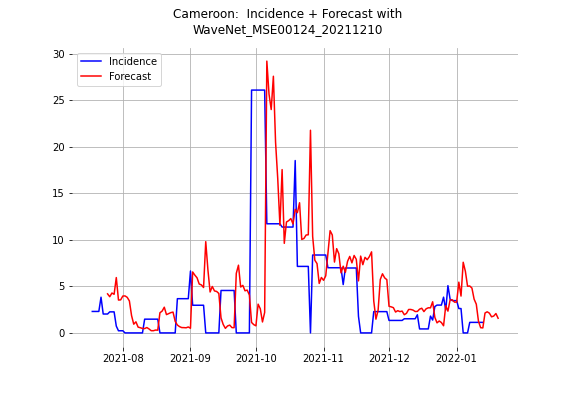 Cameroon:  Incidence + Forecast with
WaveNet_MSE00124_20211210
Incidence
Forecast
30
25
20
15
10
5
0
2021-08 2021-09 2021-10 2021-11 2021-12 2022-01